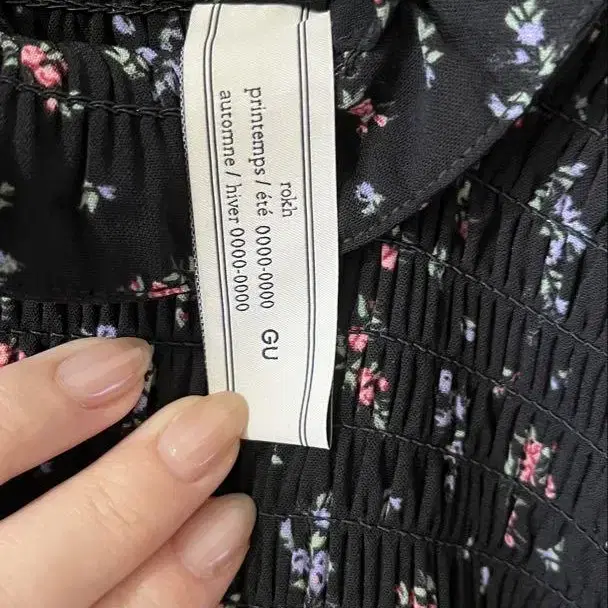 rokh
printemps / été 0000-0000
automne / hiver 0000-0000
GU